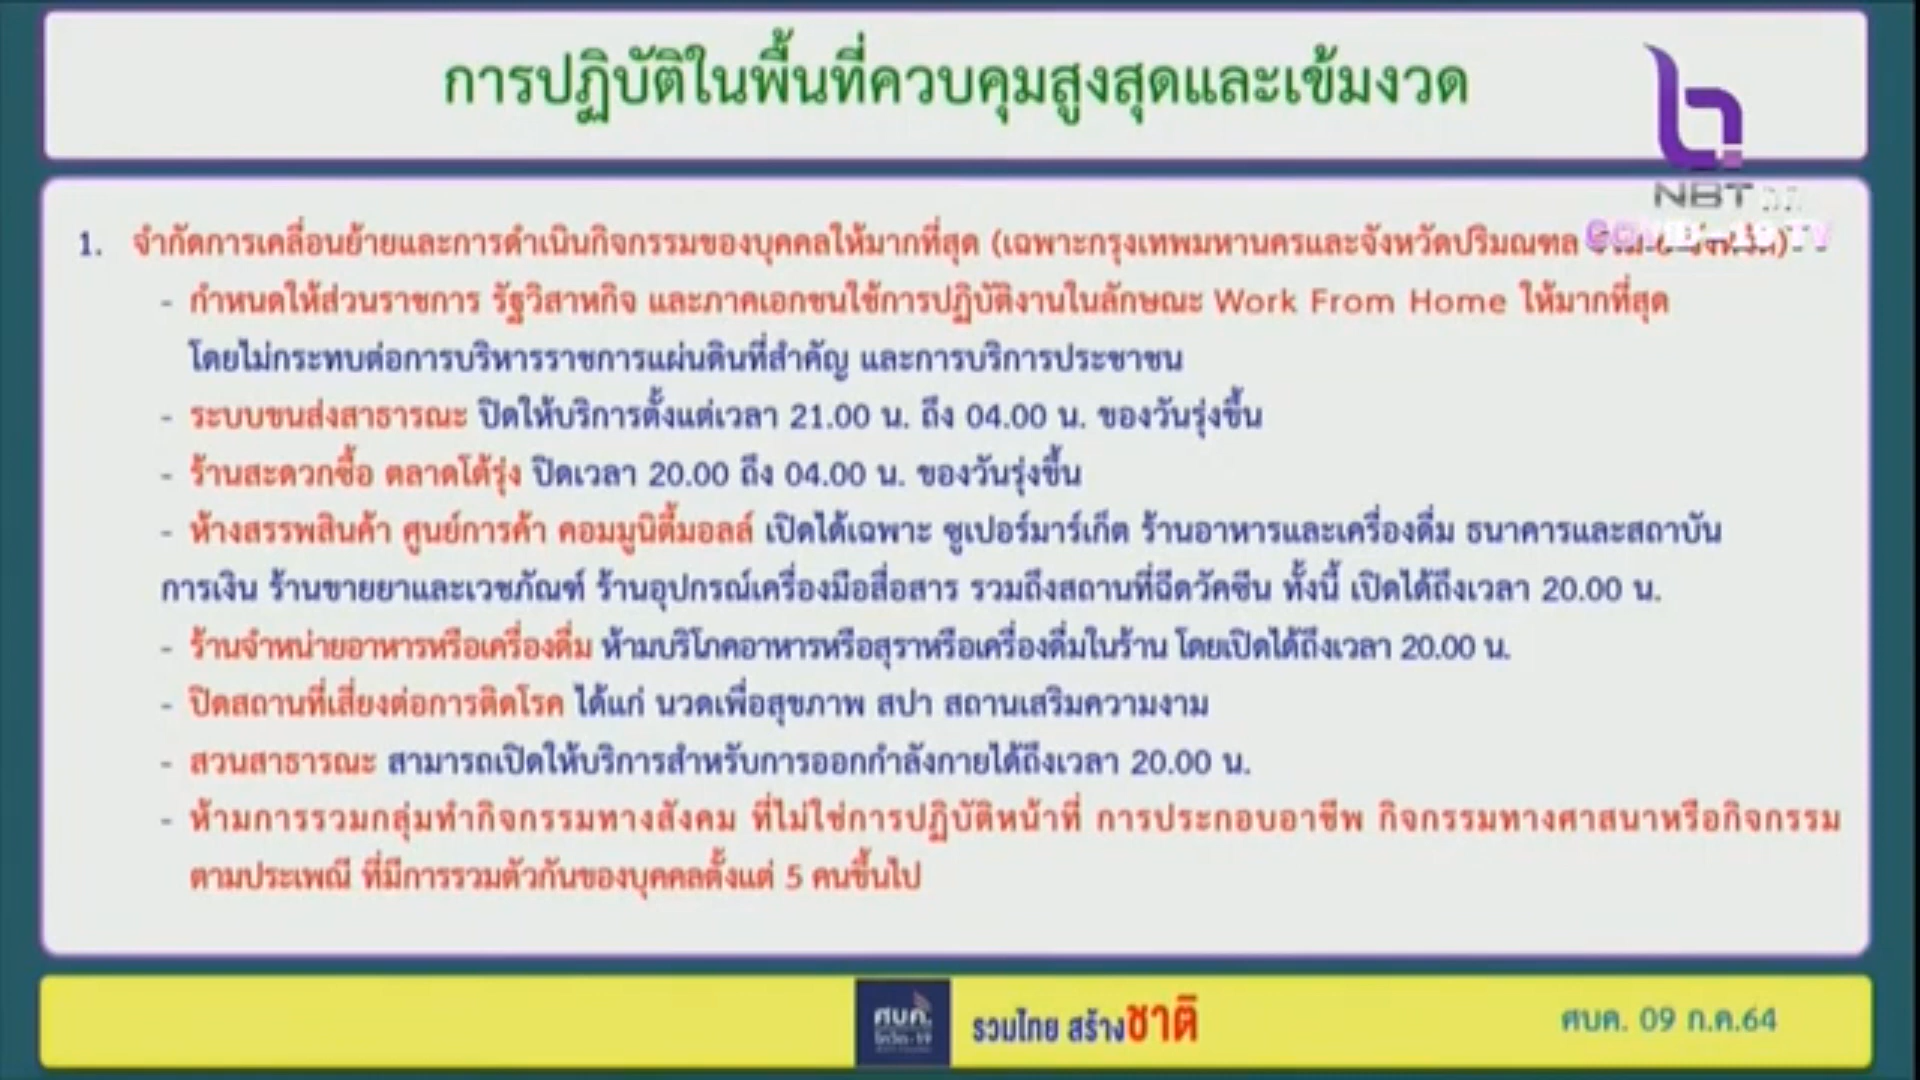 การปฏิบัติในพื้นที่ควบคุมสูงสุดและเข้มงวด
NBT
COVID-19 TV
1. จำกัดการเคลื่อนย้ายและการดำเนินกิจกรรมของบุคคลให้มากที่สุด (เฉพาะกรุงเทพมหานครและจังหวัดปริมณฑล
- กำหนดให้ส่วนราชการ รัฐวิสาหกิจ และภาคเอกชนใช้การปฏิบัติงานในลักษณะ Work From Home ให้มากที่สุด
โดยไม่กระทบต่อการบริหารราชการแผ่นดินที่สำคัญ และการบริการประชาชน
- ระบบขนส่งสาธารณะ ปิดให้บริการตั้งแต่เวลา 21.00 น. ถึง 04.00 น. ของวันรุ่งขึ้น
- ร้านสะดวกซื้อ ตลาดโต้รุ่ง ปิดเวลา 20.00 ถึง 04.00 น. ของวันรุ่งขึ้น
- ห้างสรรพสินค้า ศูนย์การค้า คอมมูนิตี้มอลล์ เปิดได้เฉพาะ ซูเปอร์มาร์เก็ต ร้านอาหารและเครื่องดื่ม ธนาคารและสถาบัน
การเงิน ร้านขายยาและเวชภัณฑ์ ร้านอุปกรณ์เครื่องมือสื่อสาร รวมถึงสถานที่ฉีดวัคซีน ทั้งนี้ เปิดได้ถึงเวลา 20.00 น.
- ร้านจำหน่ายอาหารหรือเครื่องดื่ม ห้ามบริโภคอาหารหรือสุราหรือเครื่องดื่มในร้าน โดยเปิดได้ถึงเวลา 20.00 น.
- ปิดสถานที่เสี่ยงต่อการติดโรค ได้แก่ นวดเพื่อสุขภาพ สปา สถานเสริมความงาม
- สวนสาธารณะ สามารถเปิดให้บริการสำหรับการออกกำลังกายได้ถึงเวลา 20.00 น.
- ห้ามการรวมกลุ่มทำกิจกรรมทางสังคม ที่ไม่ใช่การปฏิบัติหน้าที่ การประกอบอาชีพ กิจกรรมทางศาสนาหรือกิจกรรม
ตามประเพณี ที่มีการรวมตัวกันของบุคคลตั้งแต่ 5 คนขึ้นไป
ศบค.
โควิด-19
รวมไทย สร้างชาติ
ศบค. 09 ก.ค.64